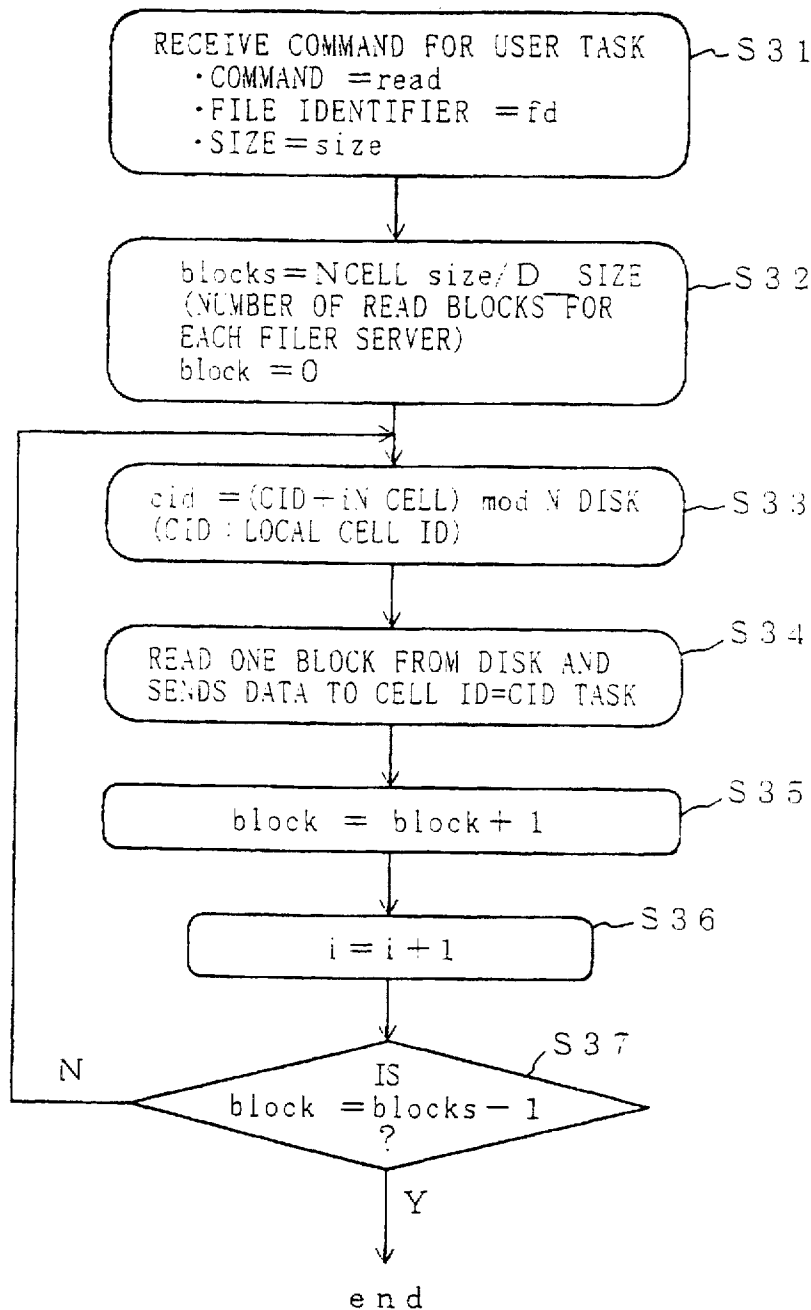 RECEIVE COMMAND FOR USER TASK
・COMMAND =read
・FILE IDENTIFIER =fd
・SIZE=size
S31
blocks=NCELL size/D_SIZE
(NUMBER OF READ BLOCKS FOR
EACH FILER SERVER)
block =0
S32
cid =(CID+iN CELL) mod N DISK
(CID:LOCAL CELL ID)
S33
READ ONE BLOCK FROM DISK AND
SENDS DATA TO CELL ID=CID TASK
S34
block = block+1
S35
i=i+1
S36
IS
block =blocks-1
?
S37
N
Y
end